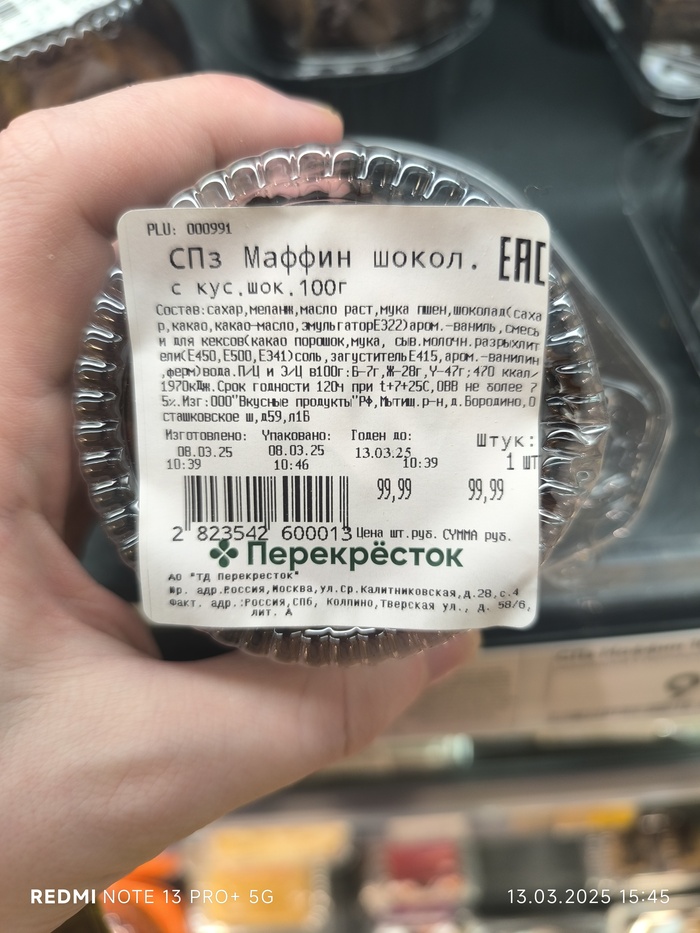 PLU: 000991
СПз Маффин шокол.
EAC
с кус.шок.100г
Состав:сахар,меланж,масло раст,мука пшен,шоколад(саха
р,какао,какао-масло,эмульгаторЕ322)аром.-ваниль,смесь
и для кексов(какао порошок,мука, сыв.молочн.разрыхлит
ели(Е450,Е500,Е341)соль,загустительЕ415,аром.-ванилин
,ферм)вода.П/Ц и Э/Ц в100г:Б-7г,Ж-28г,У-47г;470 ккал/
1970кДж.Срок годности 120ч при t+7+25С,ОВВ не более 7
5%.Изг:ООО"Вкусные продукты"РФ,Мытищ.р-н,д.Бородино,О
сташковское ш,д59,л1Б
Изготовлено: Упаковано: Годен до:
Штук:
08.03.25 08.03.25 13.03.25
1 шт
10:39 10:46 10:39
99,99 99,99
2 823542 600013 Цена шт.руб. СУММА руб.
Перекрёсток
АО "ТД Перекресток"
Юр. адр.Россия,Москва,ул.Ср.Калитниковская,д.28,с.4
Факт. адр.:Россия,СПб, Колпино,Тверская ул., д. 58/6,
лит. А
REDMI NOTE 13 PRO+ 5G
13.03.2025 15:45